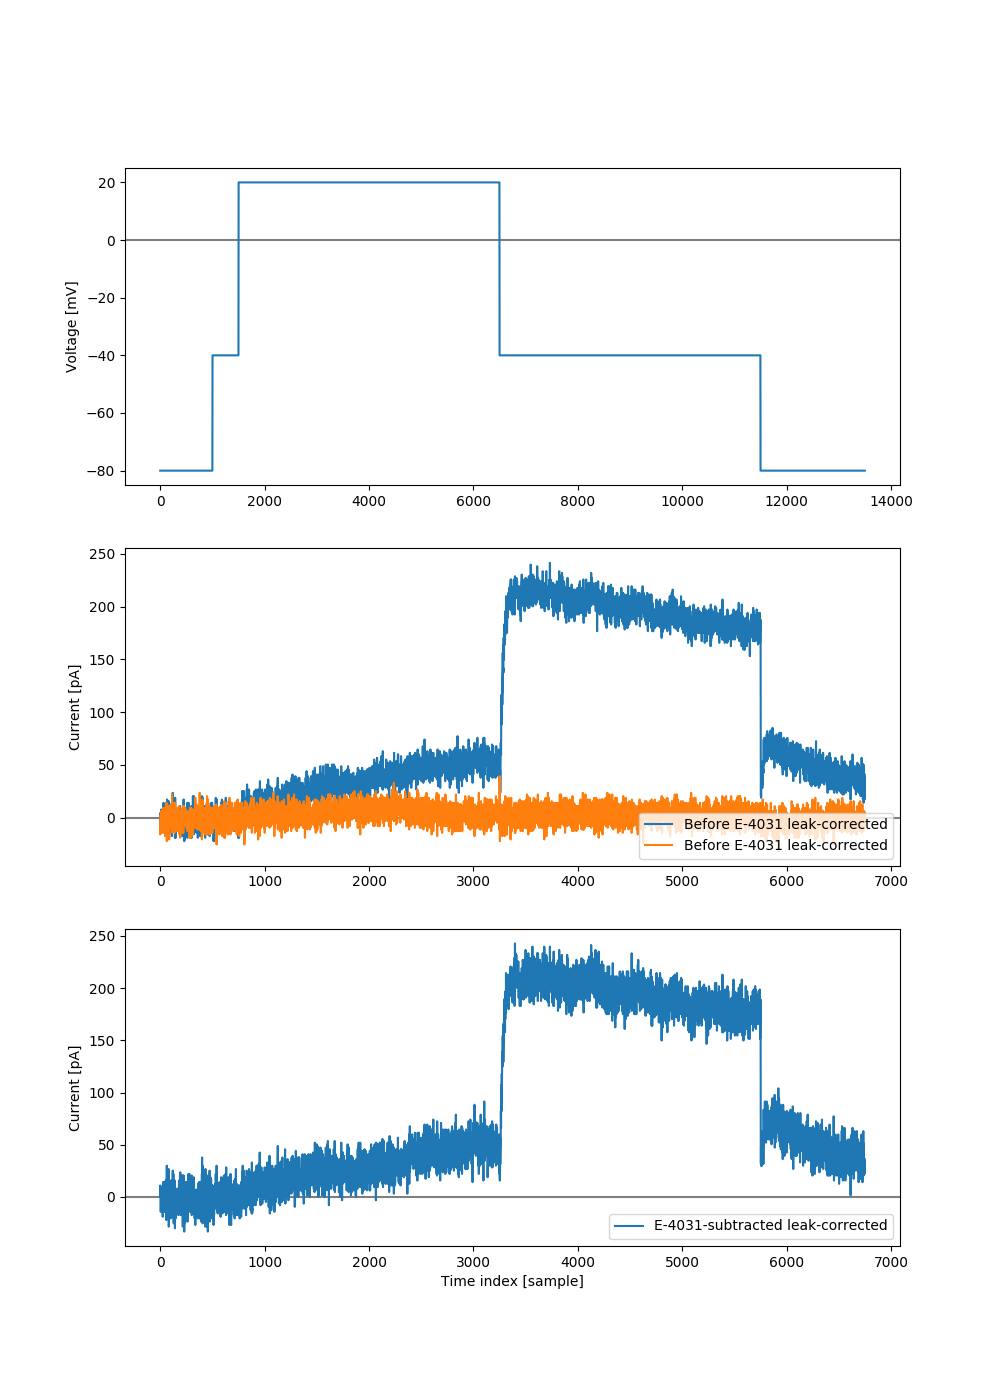 Voltage [mV]
20
0
−20
−40
−60
−80
0 2000 4000 6000 8000 10000 12000 14000
Current [pA]
250
200
150
100
50
0
Before E-4031 leak-corrected
Before E-4031 leak-corrected
0 1000 2000 3000 4000 5000 6000 7000
Current [pA]
250
200
150
100
50
0
E-4031-subtracted leak-corrected
0 1000 2000 3000 4000 5000 6000 7000
Time index [sample]